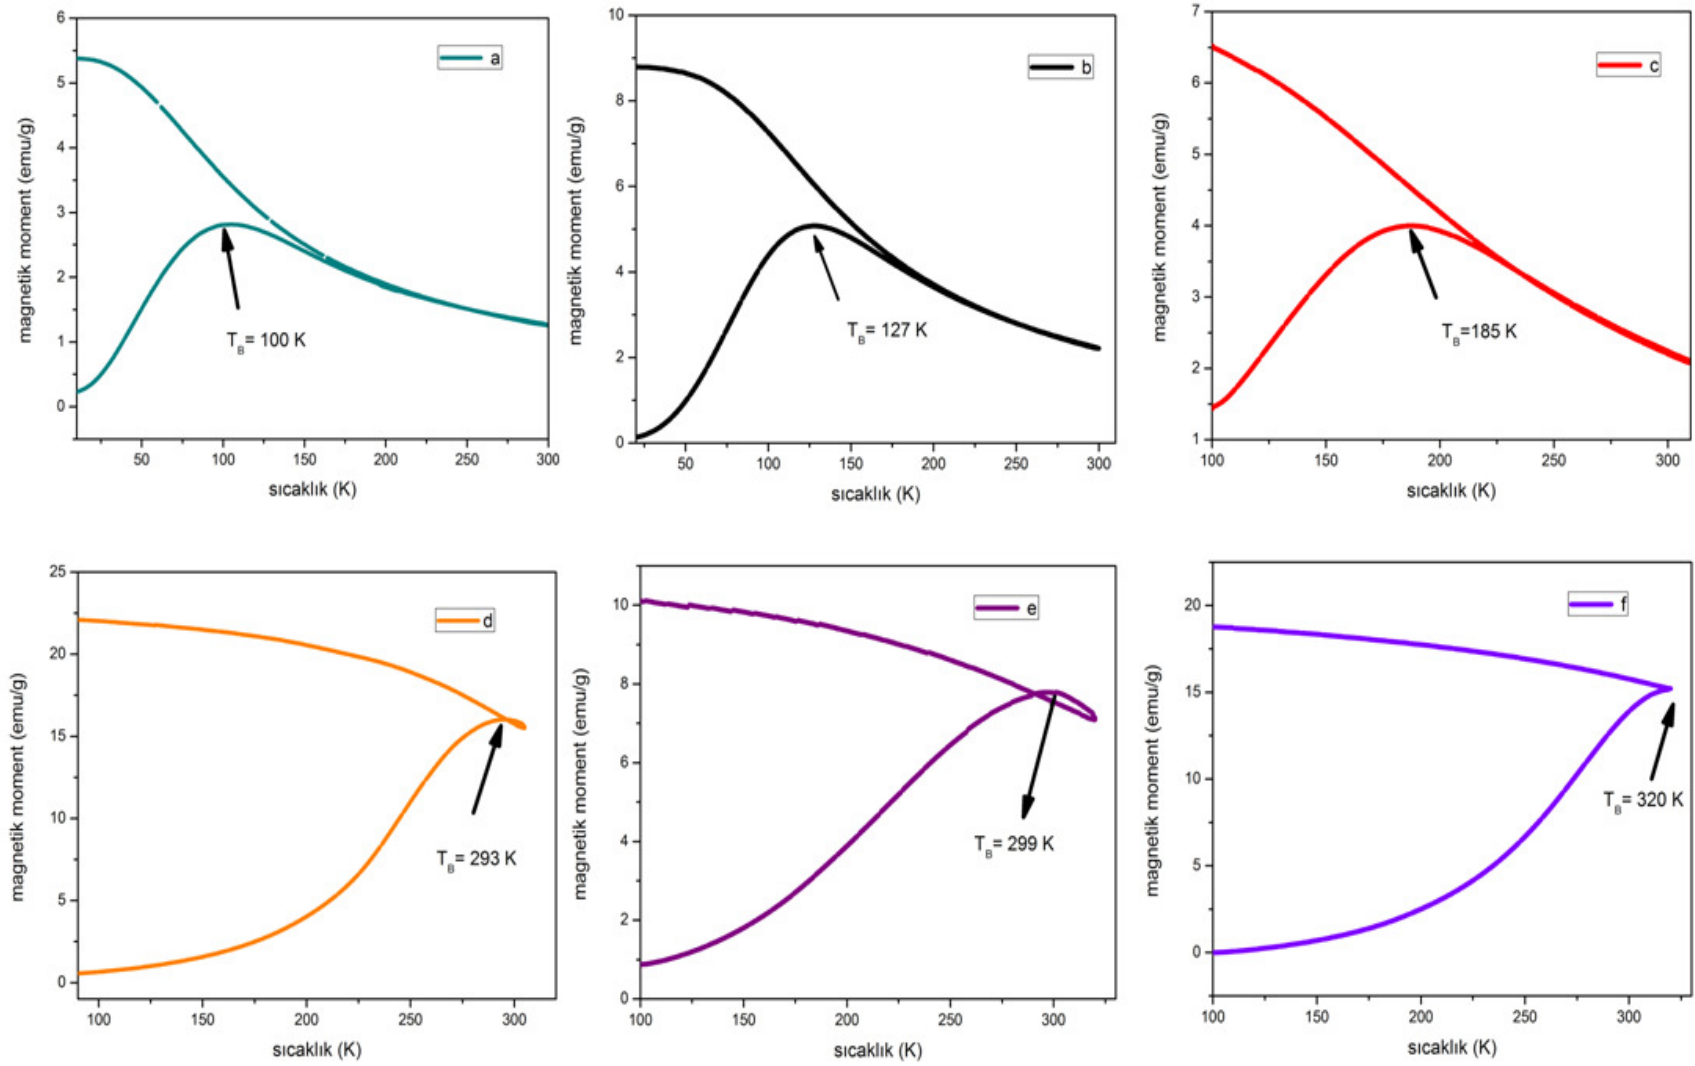 6
5
4
3
2
1
0
magnetik moment (emu/g)
a
T_B= 100 K
50 100 150 200 250 300
sıcaklık (K)
10
8
6
4
2
0
magnetik moment (emu/g)
b
T_B= 127 K
50 100 150 200 250 300
sıcaklık (K)
7
6
5
4
3
2
1
magnetik moment (emu/g)
c
T_B=185 K
100 150 200 250 300
sıcaklık (K)
25
20
15
10
5
0
magnetik moment (emu/g)
d
T_B= 293 K
100 150 200 250 300
sıcaklık (K)
10
8
6
4
2
0
magnetik moment (emu/g)
e
T_B= 299 K
100 150 200 250 300
sıcaklık (K)
20
15
10
5
0
magnetik moment (emu/g)
f
T_B= 320 K
100 150 200 250 300
sıcaklık (K)